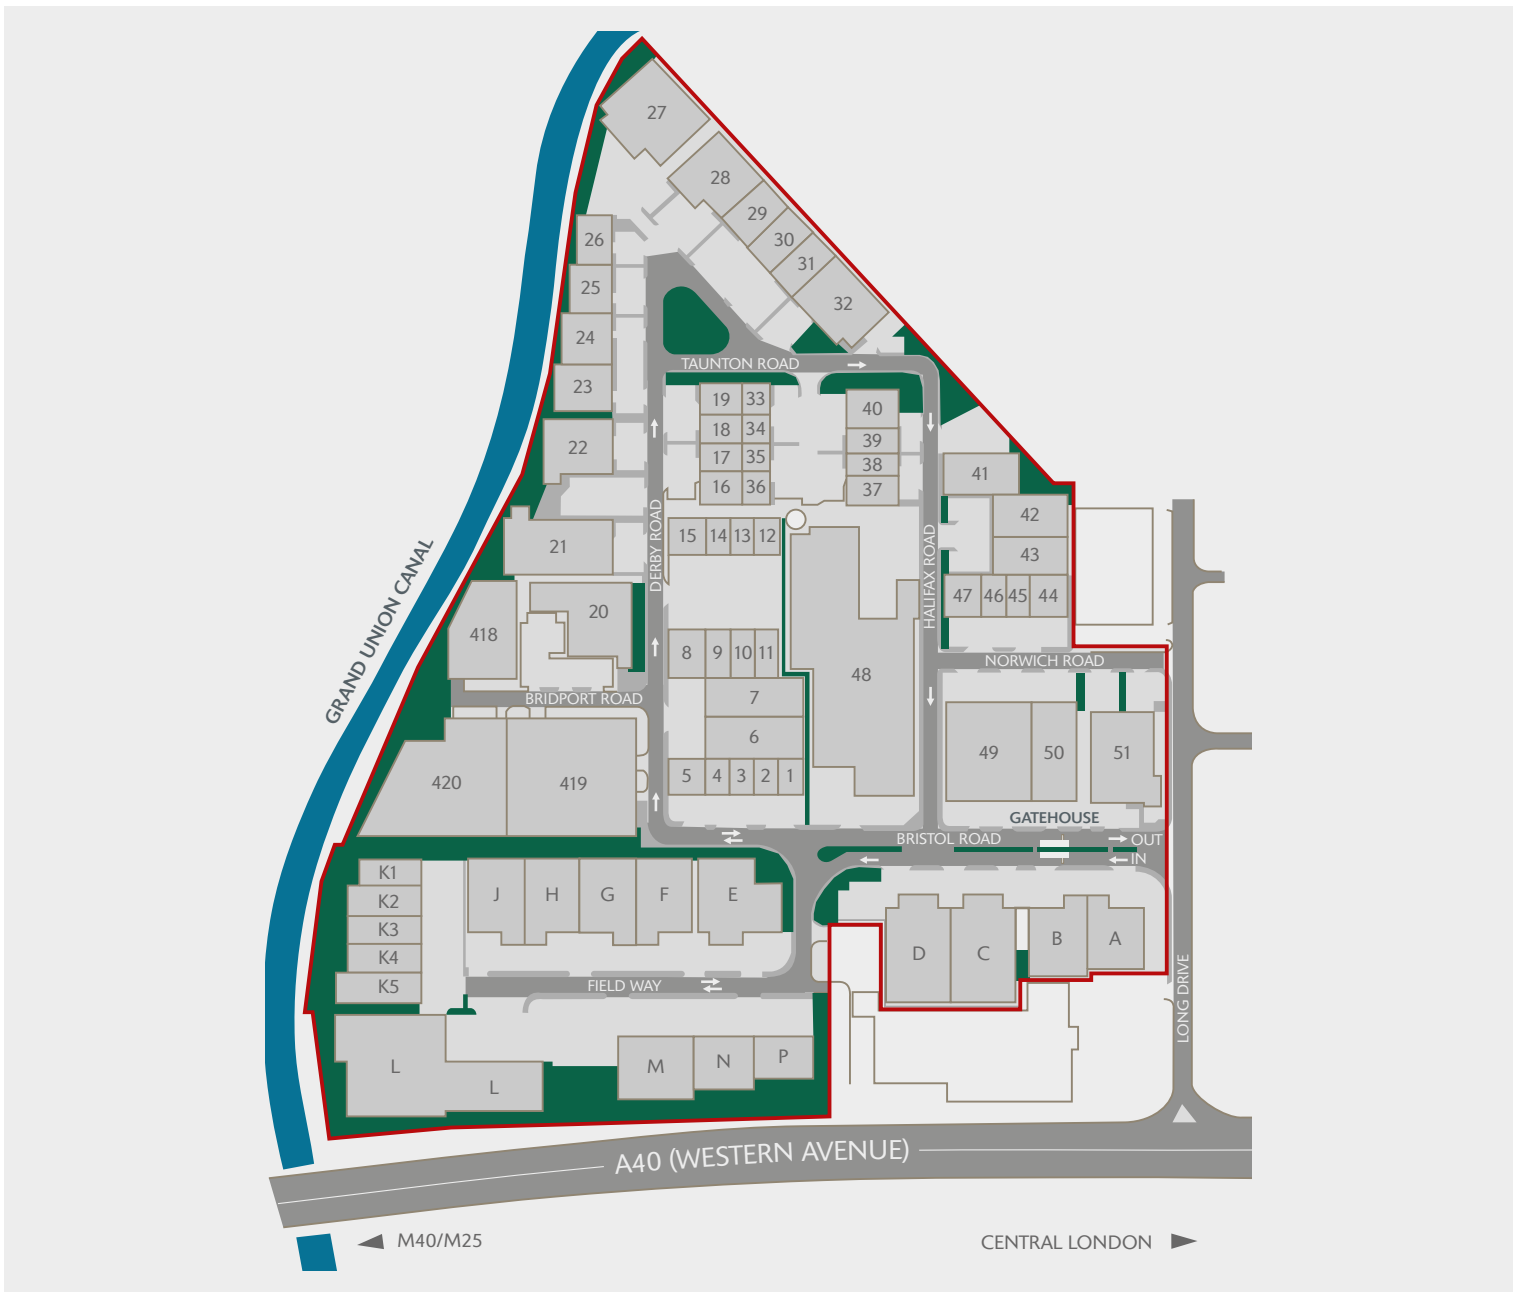 27
28
29
30
31
32
26
25
24
23
22
21
20
418
GRAND UNION CANAL
TAUNTON ROAD
DERBY ROAD
HALIFAX ROAD
19 33
18 34
17 35
16 36
40
39
38
37
41
42
43
47 46 45 44
15 14 13 12
8 9 10 11
7
6
5 4 3 2 1
48
NORWICH ROAD
BRIDPORT ROAD
420 419
49 50 51
GATEHOUSE
BRISTOL ROAD
OUT
IN
K1
K2
K3
K4
K5
J H G F E
D C B A
FIELD WAY
L
L
M N P
LONG DRIVE
A40 (WESTERN AVENUE)
M40/M25
CENTRAL LONDON